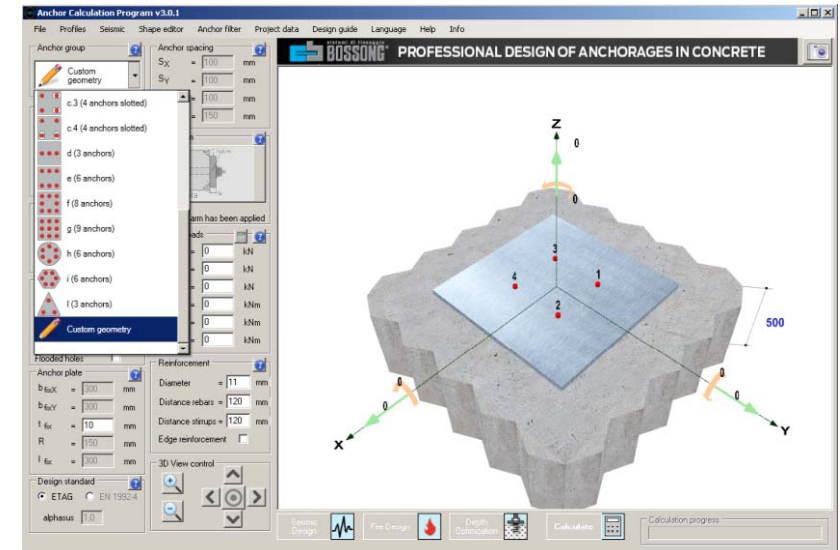 Anchor Calculation Program v3.0.1
File Profiles Seismic Shape editor Anchor filter Project data Design guide Language Help Info
Anchor group
Custom geometry
c.3 (4 anchors slotted)
c.4 (4 anchors slotted)
d (3 anchors)
e (6 anchors)
f (8 anchors)
g (9 anchors)
h (6 anchors)
i (6 anchors)
l (3 anchors)
Custom geometry
Flooded holes
Anchor plate
b fixX = 300 mm
b fixY = 300 mm
t fix = 10 mm
R = 150 mm
l fix = 300 mm
Design standard
ETAG EN 1992-4
alphasus 1.0
Anchor spacing
SX = 100 mm
SY = 100 mm
= 100 mm
= 150 mm
arm has been applied
ads
= 0 kN
= 0 kN
= 0 kN
= 0 kNm
= 0 kNm
= 0 kNm
Reinforcement
Diameter = 11 mm
Distance rebars = 120 mm
Distance stirrups = 120 mm
Edge reinforcement
3D View control
sistemi di fissaggio
BOSSONG PROFESSIONAL DESIGN OF ANCHORAGES IN CONCRETE
Z
0
0
3
4
1
2
500
0
0
X
0
0
Y
Seismic Design
Fire Design
Depth Optimization
Calculate
Calculation progress